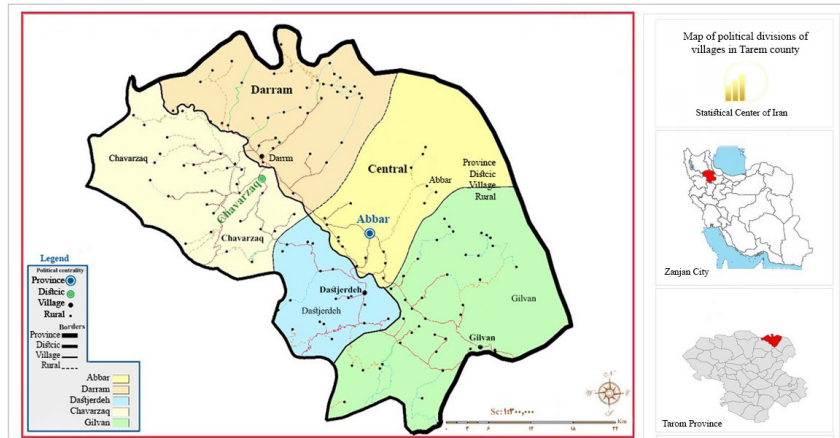 Darram
Chavarzaq
Darrm
Central
Province
Distcic
Village
Rural
Abbar
Chavarzaq
Abbar
Chavarzaq
Dastjerdeh
Dastjerdeh
Gilvan
Gilvan
Legend
Political centrality
Province
Distcic
Village
Rural
Borders
Province
Distcic
Village
Rural
Abbar
Darram
Dastjerdeh
Chavarzaq
Gilvan
N
Km
Map of political divisions of
villages in Tarem county
Statistical Center of Iran
Zanjan City
Tarom Province